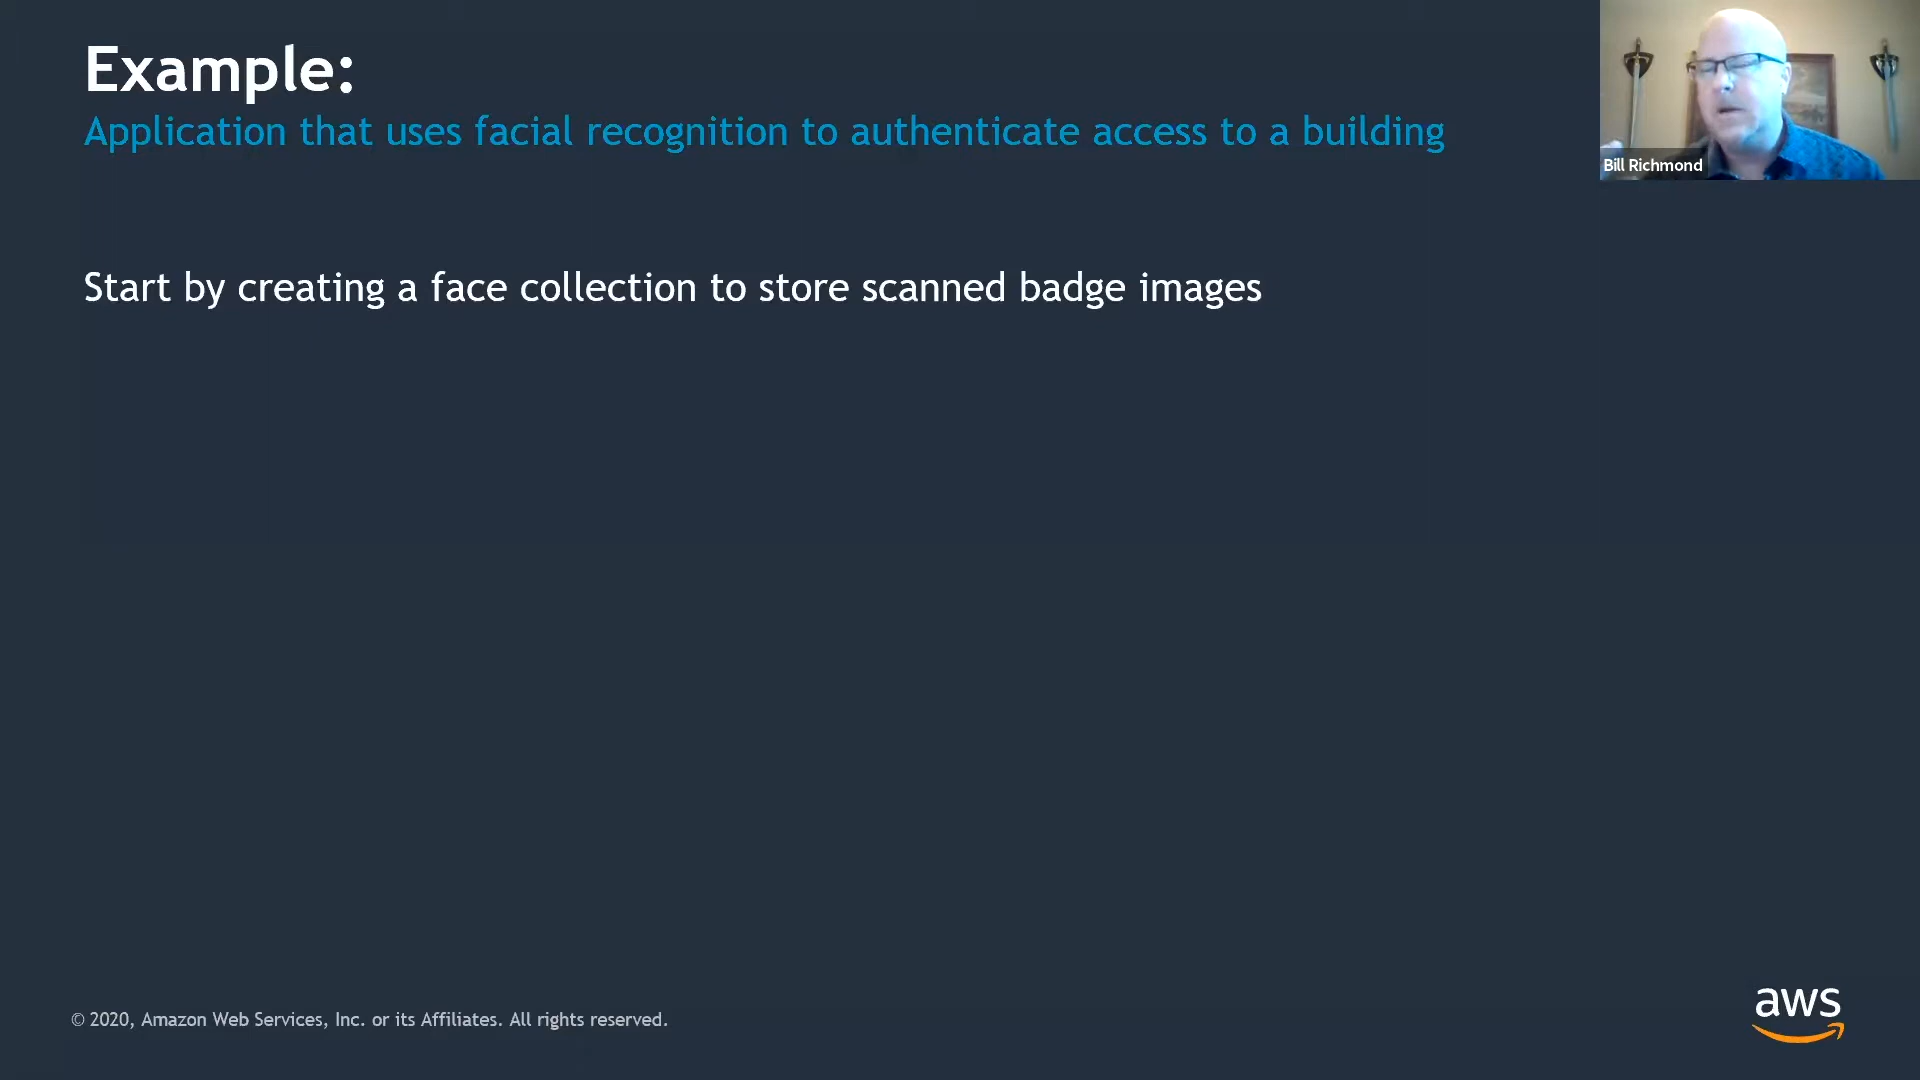 Example:
Application that uses facial recognition to authenticate access to a building
Bill Richmond
Start by creating a face collection to store scanned badge images
© 2020, Amazon Web Services, Inc. or its Affiliates. All rights reserved.
aws